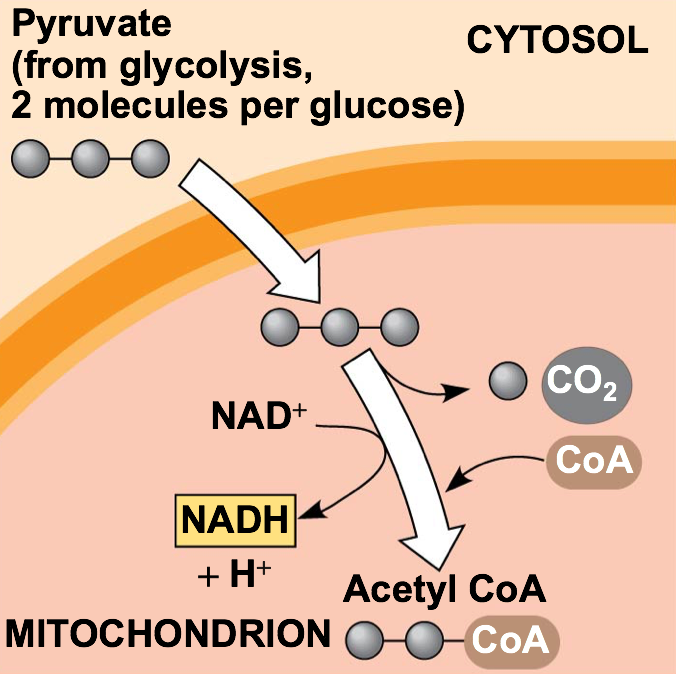 Pyruvate
(from glycolysis,
2 molecules per glucose)
CYTOSOL
CO₂
NAD⁺
CoA
NADH
+ H⁺
Acetyl CoA
MITOCHONDRION
CoA